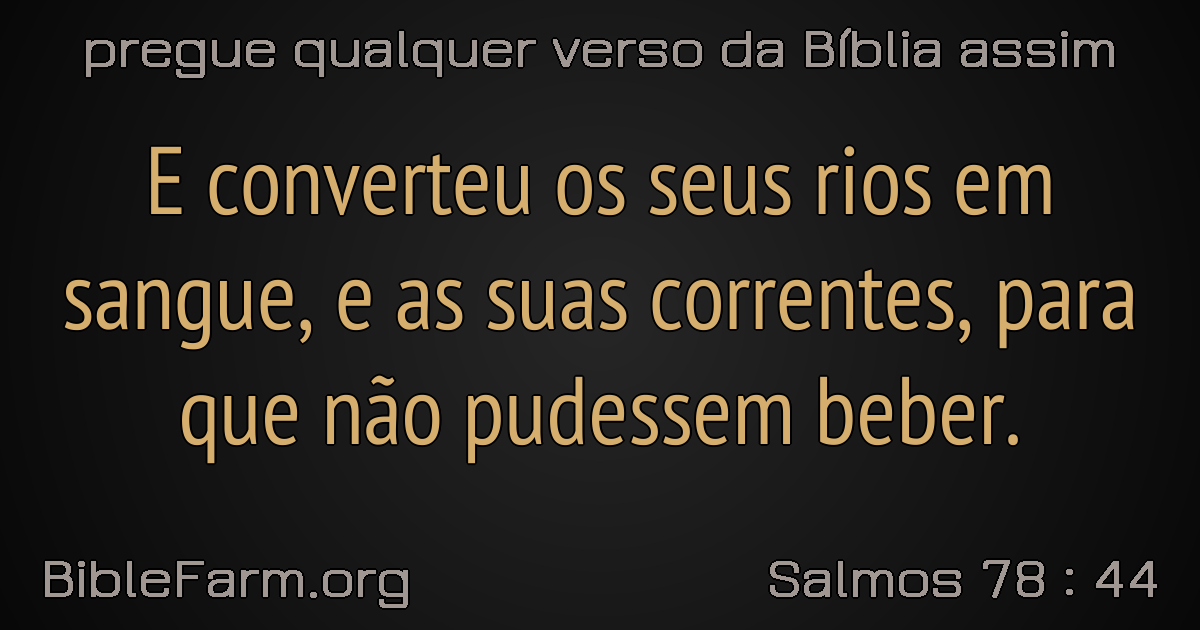 pregue qualquer verso da Bíblia assim
E converteu os seus rios em
sangue, e as suas correntes, para
que não pudessem beber.
BibleFarm.org
Salmos 78 : 44